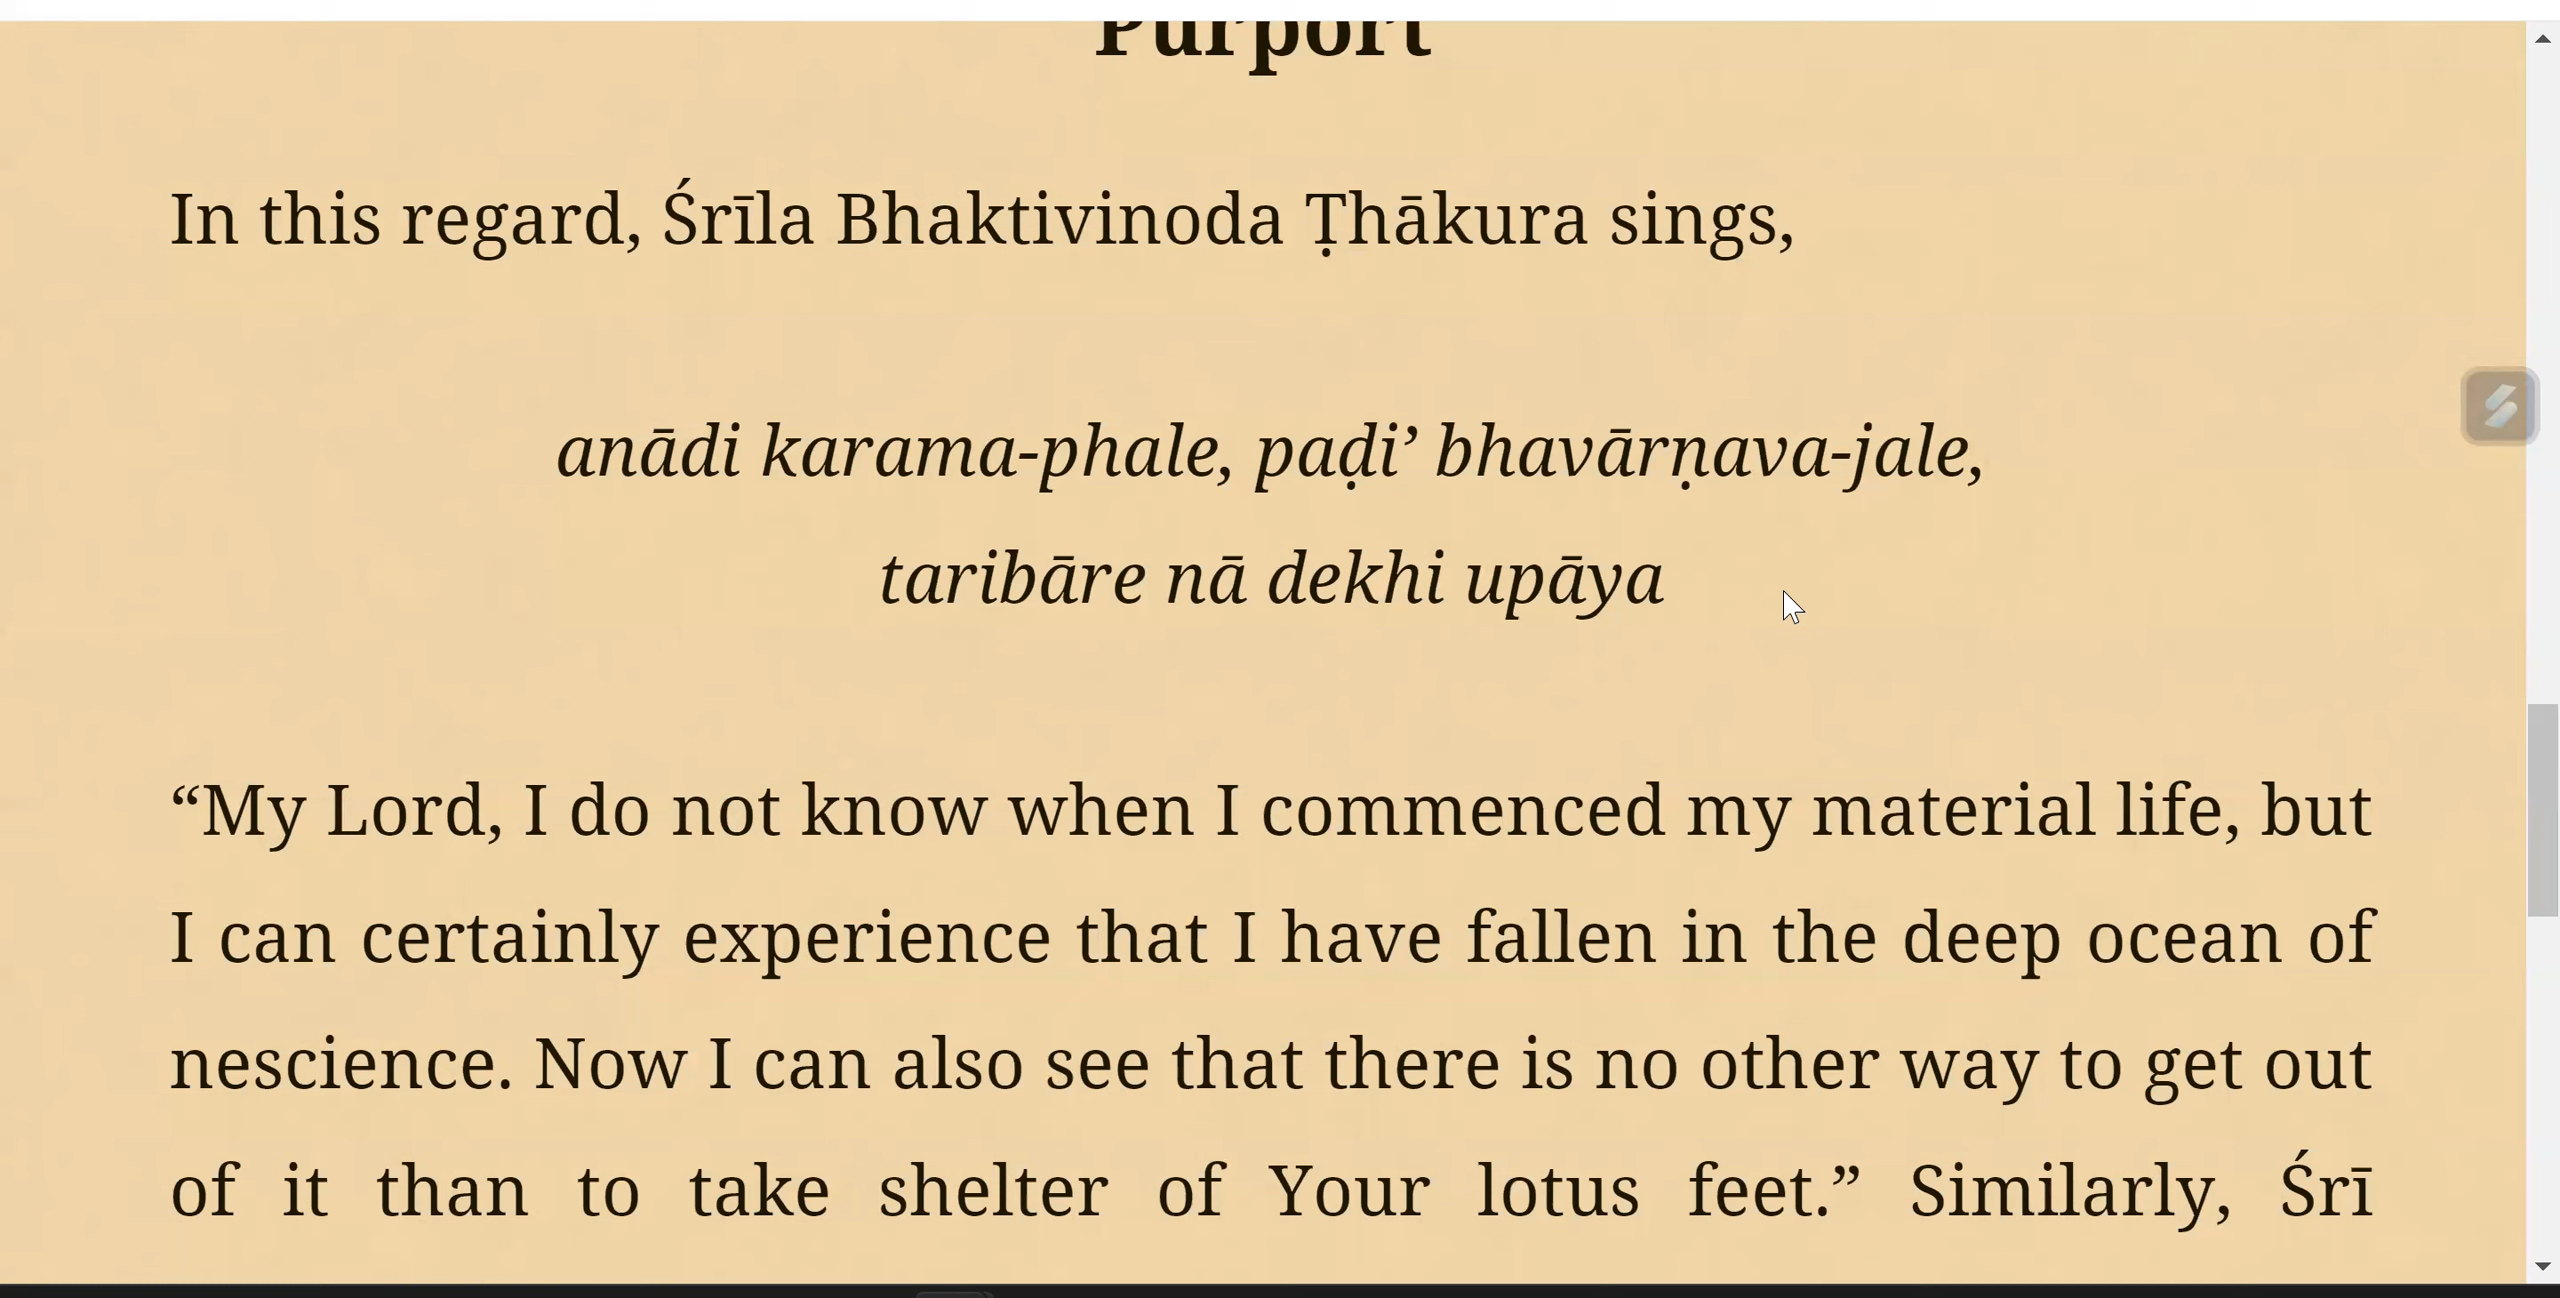 Purport
In this regard, Śrīla Bhaktivinoda Ṭhākura sings,
anādi karama-phale, paḍi’ bhavārṇava-jale,
taribāre nā dekhi upāya
“My Lord, I do not know when I commenced my material life, but
I can certainly experience that I have fallen in the deep ocean of
nescience. Now I can also see that there is no other way to get out
of it than to take shelter of Your lotus feet.” Similarly, Śrī